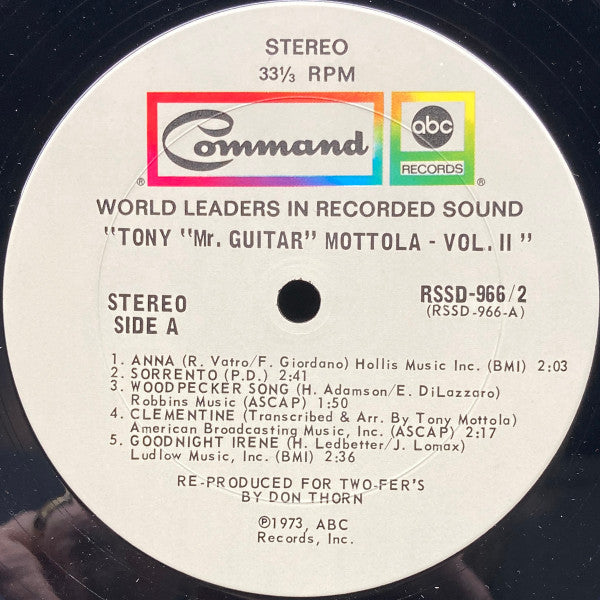 STEREO
33⅓ RPM
Command
abc
RECORDS
® ®
WORLD LEADERS IN RECORDED SOUND
"TONY "Mr. GUITAR" MOTTOLA - VOL. II "
STEREO
SIDE A
RSSD-966/2
(RSSD-966-A)
1. ANNA (R. Vatro/F. Giordano) Hollis Music Inc. (BMI) 2:03
2. SORRENTO (P.D.) 2:41
3. WOODPECKER SONG (H. Adamson/E. DiLazzaro)
Robbins Music (ASCAP) 1:50
4. CLEMENTINE (Transcribed & Arr. By Tony Mottola)
American Broadcasting Music, Inc. (ASCAP) 2:17
5. GOODNIGHT IRENE (H. Ledbetter/J. Lomax)
Ludlow Music, Inc. (BMI) 2:36
RE-PRODUCED FOR TWO-FER'S
BY DON THORN
℗1973, ABC
Records, Inc.